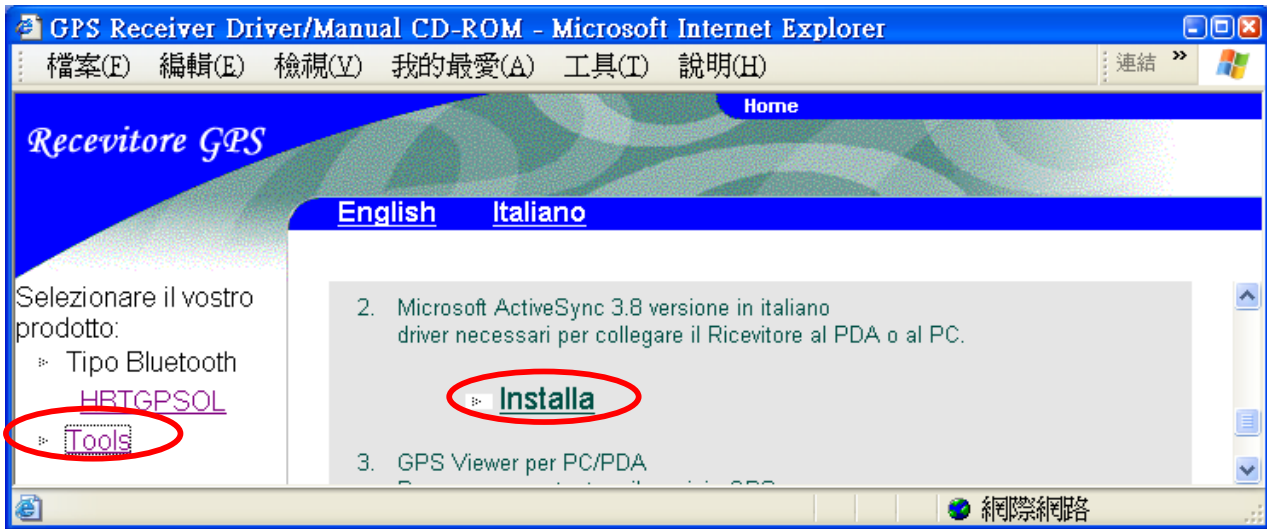 GPS Receiver Driver/Manual CD-ROM - Microsoft Internet Explorer
檔案(F) 編輯(E) 檢視(V) 我的最愛(A) 工具(T) 說明(H) 連結 »
Home
Recevitore GPS
English Italiano
Selezionare il vostro
prodotto:
Tipo Bluetooth
HBTGPSOL
Tools
2. Microsoft ActiveSync 3.8 versione in italiano
driver necessari per collegare il Ricevitore al PDA o al PC.
Installa
3. GPS Viewer per PC/PDA
網際網路